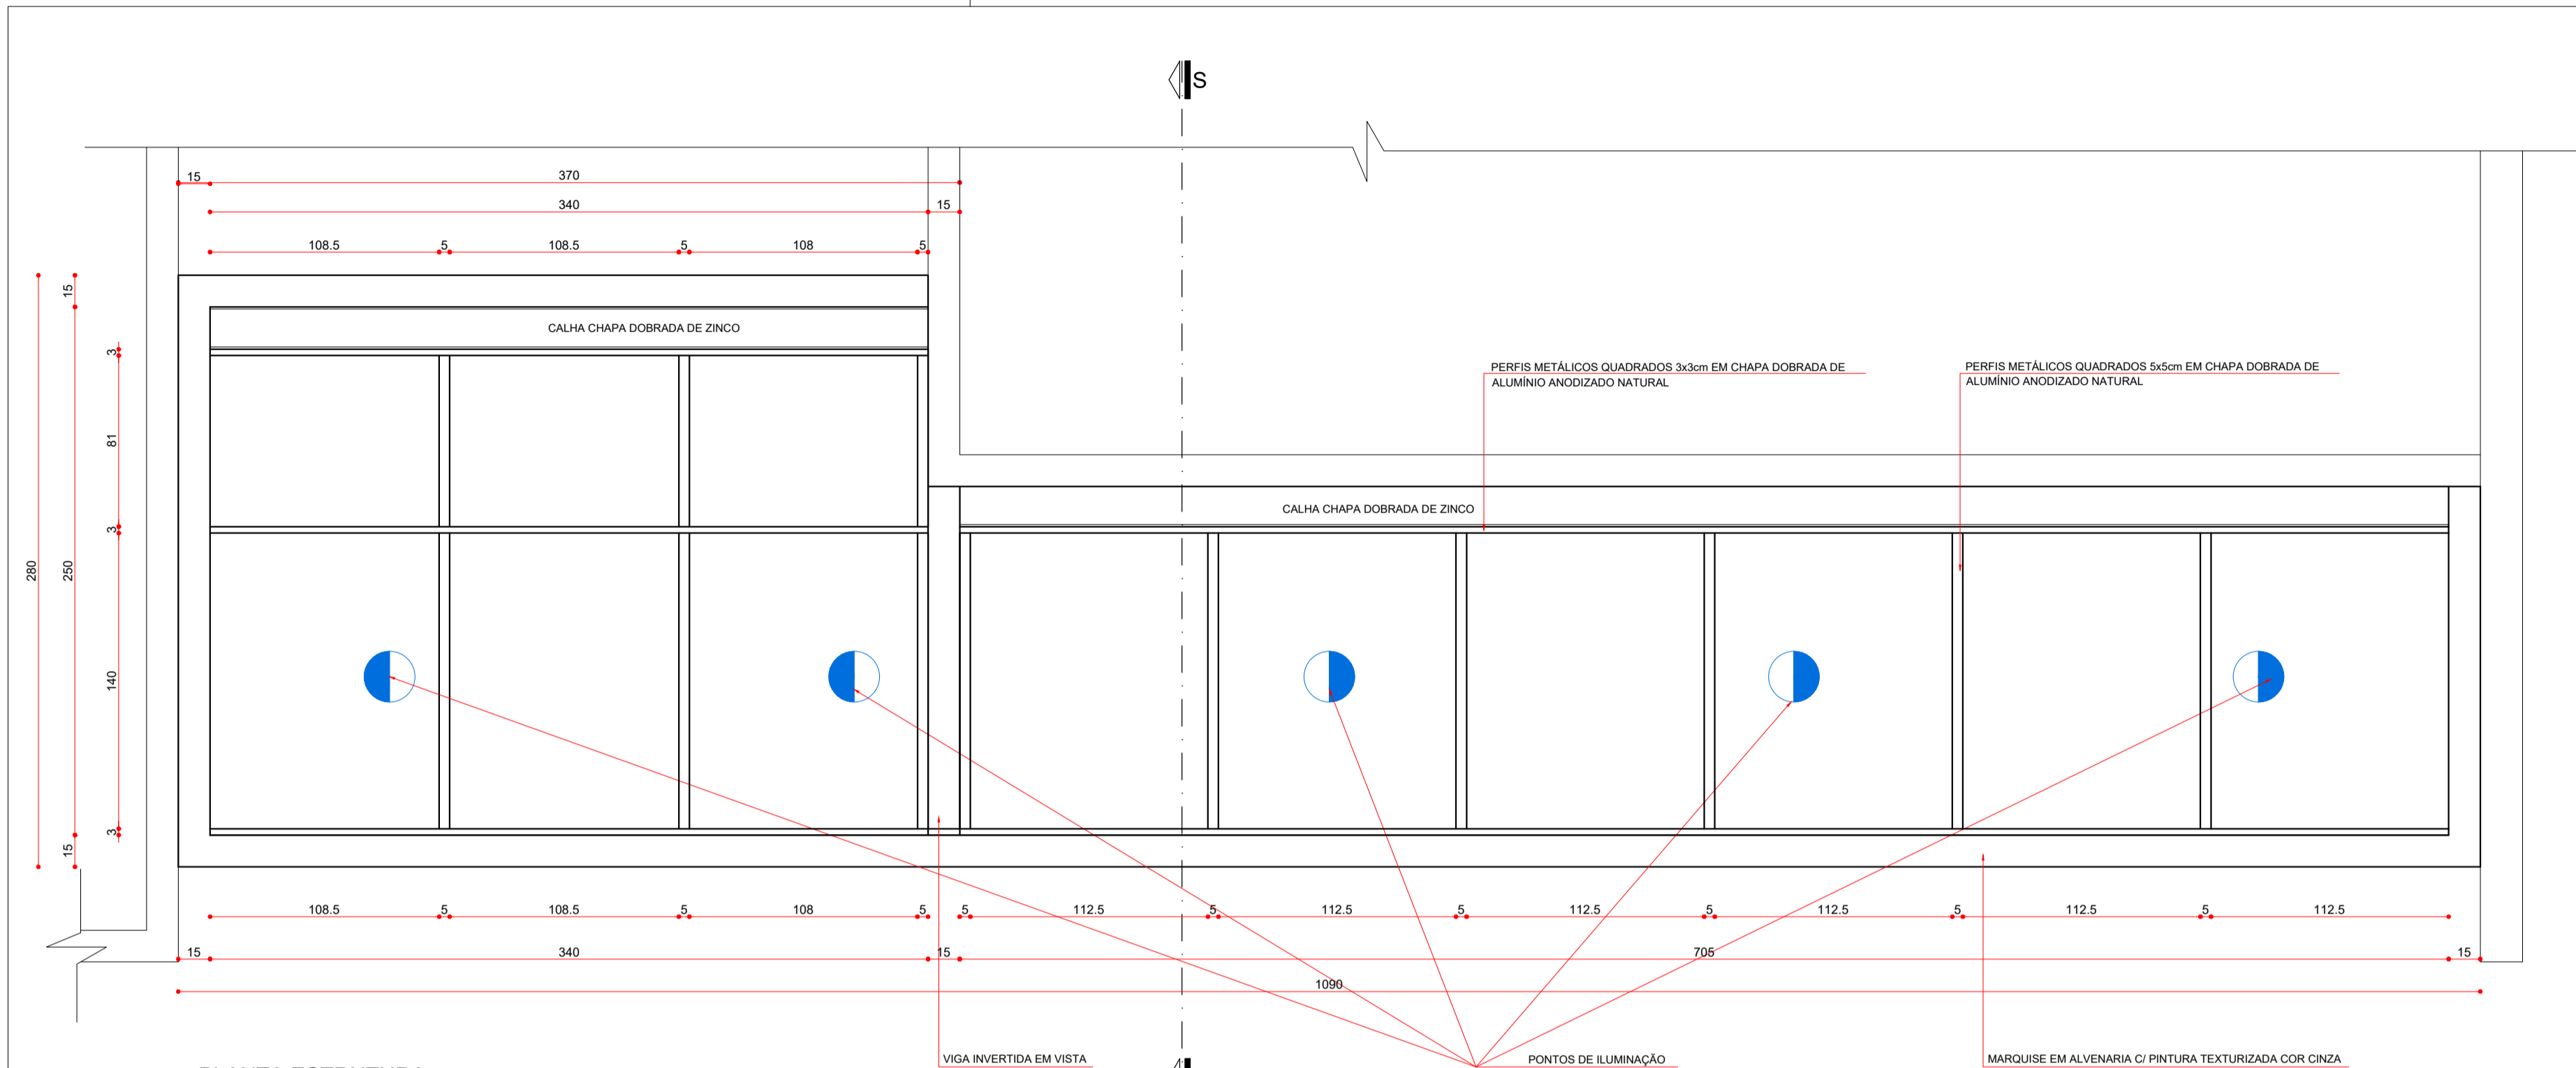 S
15
370
340
15
108.5 5 108.5 5 108 5
15
CALHA CHAPA DOBRADA DE ZINCO
3
PERFIS METÁLICOS QUADRADOS 3x3cm EM CHAPA DOBRADA DE
ALUMÍNIO ANODIZADO NATURAL
PERFIS METÁLICOS QUADRADOS 5x5cm EM CHAPA DOBRADA DE
ALUMÍNIO ANODIZADO NATURAL
81
CALHA CHAPA DOBRADA DE ZINCO
3
280
250
140
3
15
108.5 5 108.5 5 108 5 5 112.5 5 112.5 5 112.5 5 112.5 5 112.5 5 112.5
15 340 15 705 15
1090
VIGA INVERTIDA EM VISTA
PONTOS DE ILUMINAÇÃO
MARQUISE EM ALVENARIA C/ PINTURA TEXTURIZADA COR CINZA